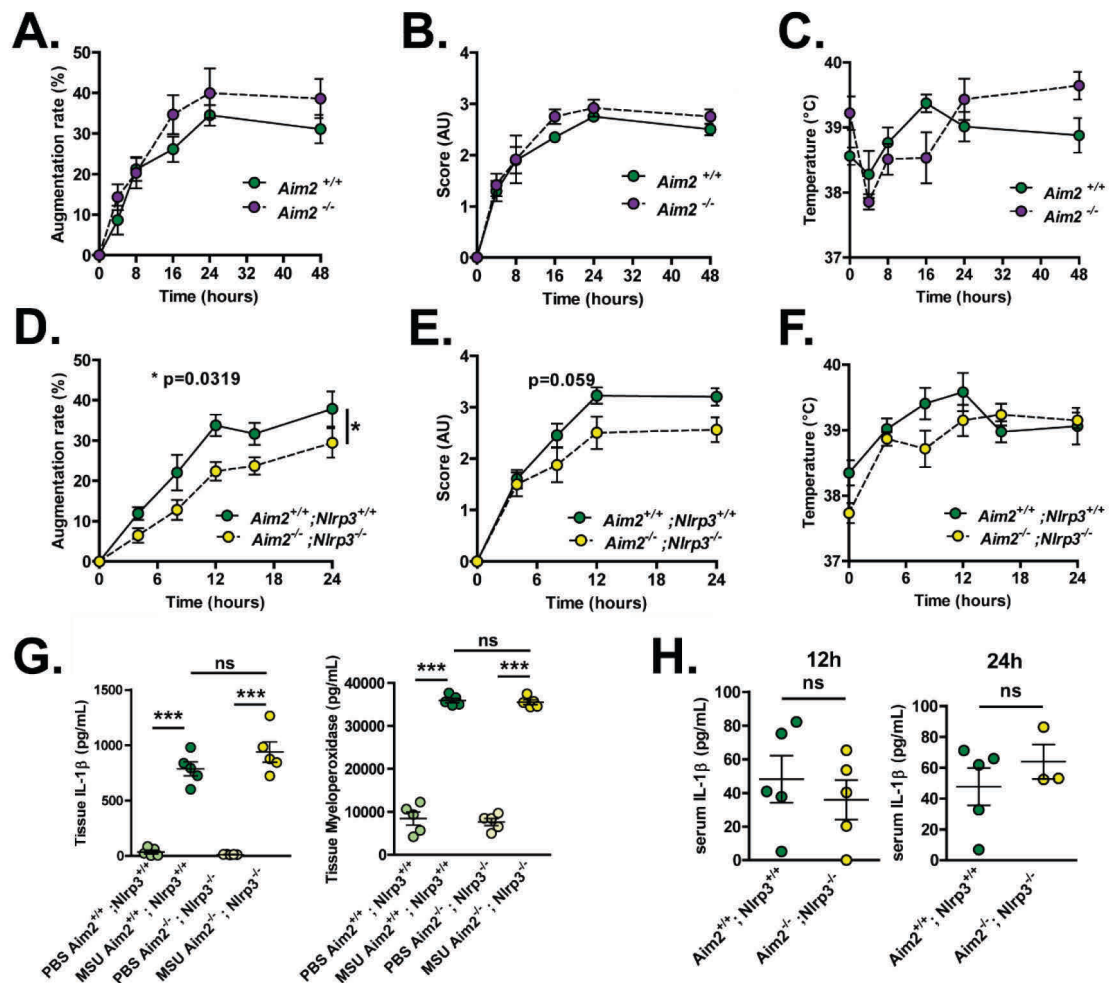 A.
Augmentation rate (%)
50
40
30
20
10
0
Aim2 +/+
Aim2 -/-
0 8 16 24 32 40 48
Time (hours)
B.
Score (AU)
4
3
2
1
0
Aim2 +/+
Aim2 -/-
0 8 16 24 32 40 48
Time (hours)
C.
Temperature (°C)
40
39
38
37
Aim2 +/+
Aim2 -/-
0 8 16 24 32 40 48
Time (hours)
D.
* p=0.0319
Augmentation rate (%)
50
40
30
20
10
0
*
Aim2+/+ ;Nlrp3+/+
Aim2-/- ;Nlrp3-/-
0 6 12 18 24
Time (hours)
E.
p=0.059
Score (AU)
4
3
2
1
0
Aim2+/+ ;Nlrp3+/+
Aim2-/- ;Nlrp3-/-
0 6 12 18 24
Time (hours)
F.
Temperature (°C)
40
39
38
37
Aim2+/+ ;Nlrp3+/+
Aim2-/- ;Nlrp3-/-
0 6 12 18 24
Time (hours)
G.
Tissue IL-1β (pg/mL)
1500
1000
500
0
ns
***
***
PBS Aim2+/+ ;Nlrp3+/+
MSU Aim2+/+ ; Nlrp3+/+
PBS Aim2-/- ; Nlrp3-/-
MSU Aim2-/- ; Nlrp3-/-
Tissue Myeloperoxidase (pg/mL)
40000
30000
20000
10000
0
ns
***
***
PBS Aim2+/+ ; Nlrp3+/+
MSU Aim2+/+ ; Nlrp3+/+
PBS Aim2-/- ; Nlrp3-/-
MSU Aim2-/- ; Nlrp3-/-
H.
12h
ns
serum IL-1β (pg/mL)
100
80
60
40
20
0
Aim2+/+ ; Nlrp3+/+
Aim2-/- ;Nlrp3-/-
24h
ns
serum IL-1β (pg/mL)
100
80
60
40
20
0
Aim2+/+ ; Nlrp3+/+
Aim2-/- ; Nlrp3-/-